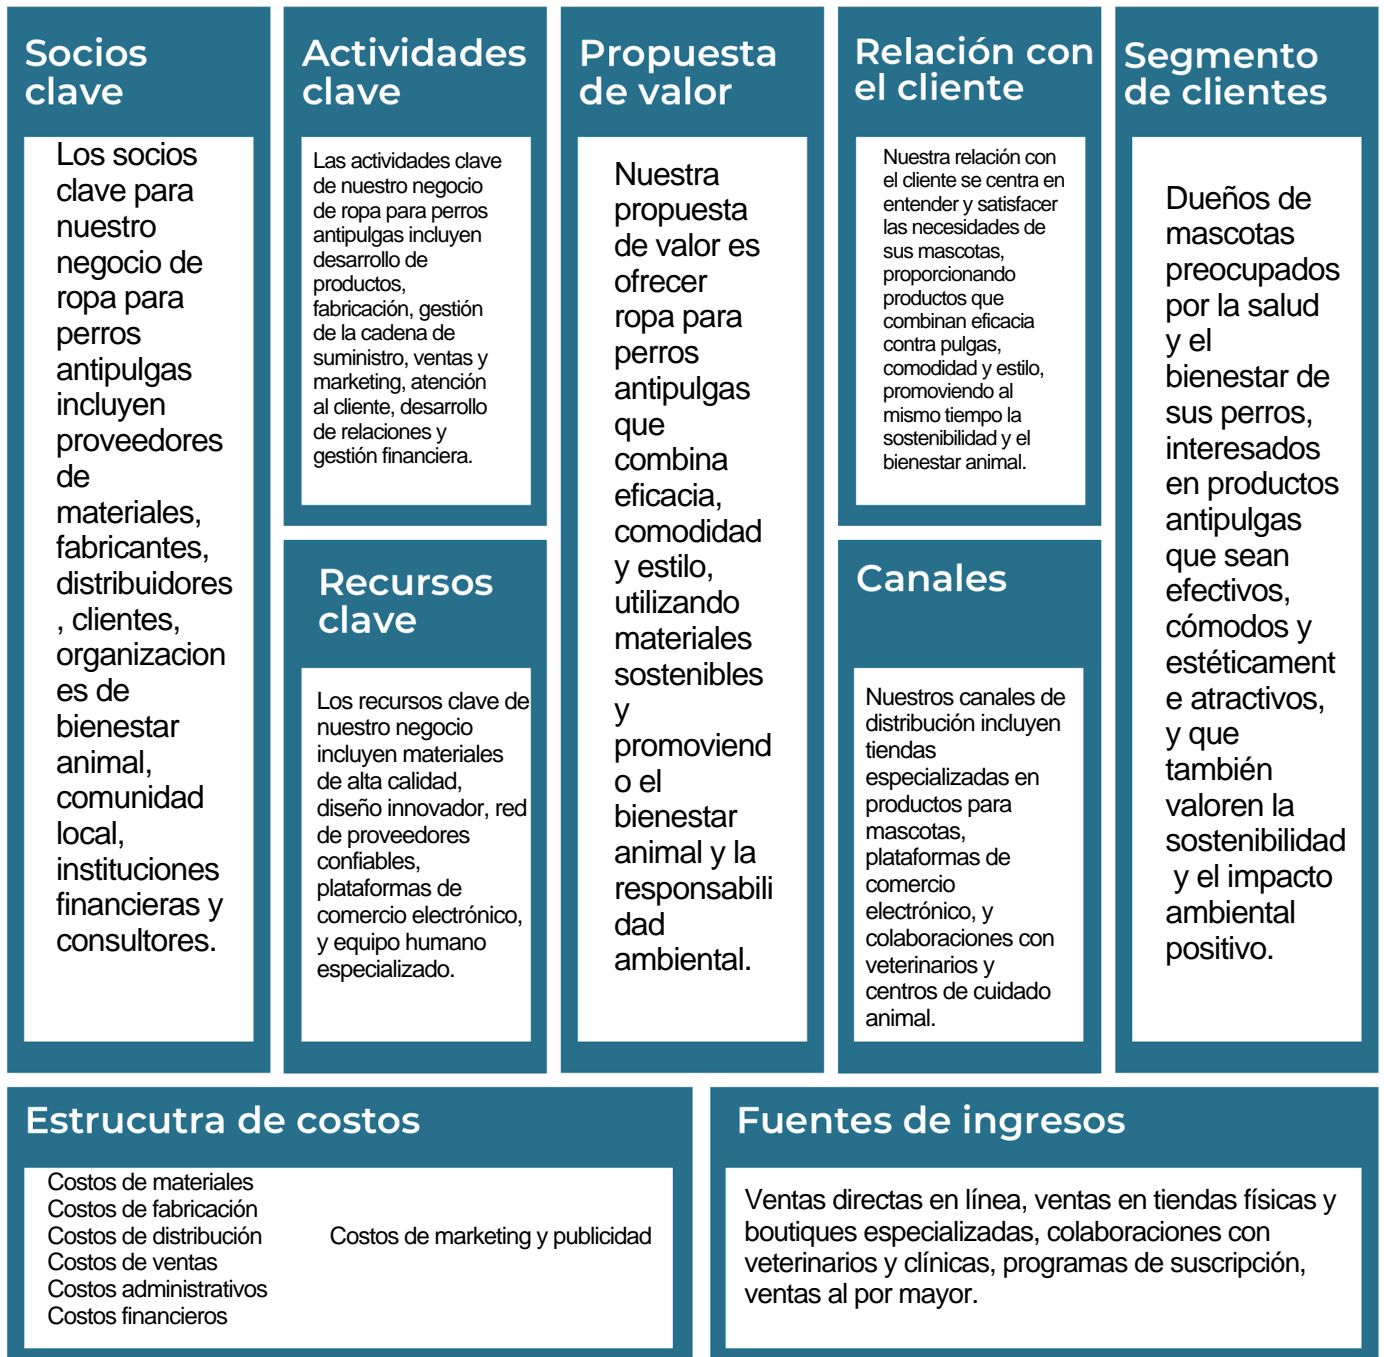 Socios
clave
Los socios
clave para
nuestro
negocio de
ropa para
perros
antipulgas
incluyen
proveedores
de
materiales,
fabricantes,
distribuidores
, clientes,
organizacion
es de
bienestar
animal,
comunidad
local,
instituciones
financieras y
consultores.
Actividades
clave
Las actividades clave
de nuestro negocio
de ropa para perros
antipulgas incluyen
desarrollo de
productos,
fabricación, gestión
de la cadena de
suministro, ventas y
marketing, atención
al cliente, desarrollo
de relaciones y
gestión financiera.
Recursos
clave
Los recursos clave de
nuestro negocio
incluyen materiales
de alta calidad,
diseño innovador, red
de proveedores
confiables,
plataformas de
comercio electrónico,
y equipo humano
especializado.
Propuesta
de valor
Nuestra
propuesta
de valor es
ofrecer
ropa para
perros
antipulgas
que
combina
eficacia,
comodidad
y estilo,
utilizando
materiales
sostenibles
y
promoviend
o el
bienestar
animal y la
responsabili
dad
ambiental.
Relación con
el cliente
Nuestra relación con
el cliente se centra en
entender y satisfacer
las necesidades de
sus mascotas,
proporcionando
productos que
combinan eficacia
contra pulgas,
comodidad y estilo,
promoviendo al
mismo tiempo la
sostenibilidad y el
bienestar animal.
Canales
Nuestros canales de
distribución incluyen
tiendas
especializadas en
productos para
mascotas,
plataformas de
comercio
electrónico, y
colaboraciones con
veterinarios y
centros de cuidado
animal.
Segmento
de clientes
Dueños de
mascotas
preocupados
por la salud
y el
bienestar de
sus perros,
interesados
en productos
antipulgas
que sean
efectivos,
cómodos y
estéticament
e atractivos,
y que
también
valoren la
sostenibilidad
y el impacto
ambiental
positivo.
Estrucutra de costos
Costos de materiales
Costos de fabricación
Costos de distribución
Costos de ventas
Costos administrativos
Costos financieros
Costos de marketing y publicidad
Fuentes de ingresos
Ventas directas en línea, ventas en tiendas físicas y
boutiques especializadas, colaboraciones con
veterinarios y clínicas, programas de suscripción,
ventas al por mayor.